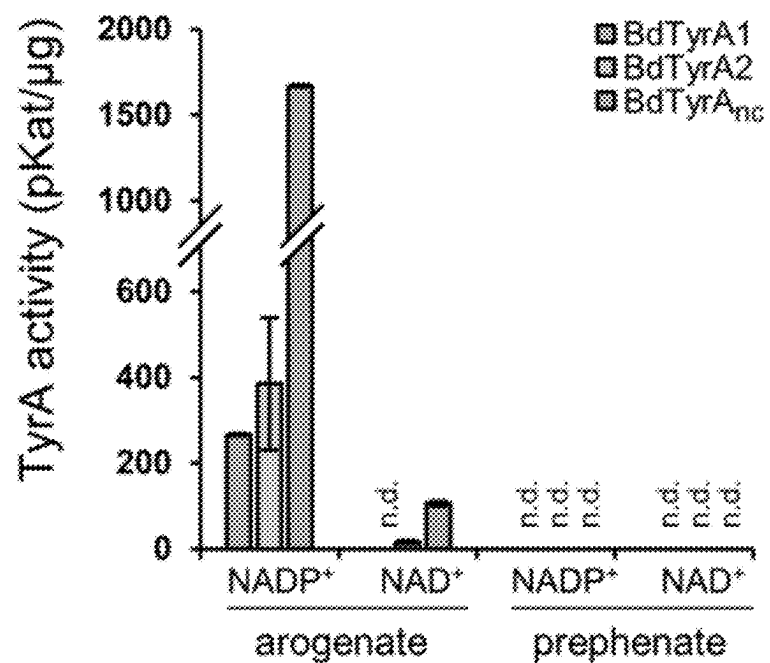 TyrA activity (pKat/µg)
2000
1500
1000
600
400
200
0
BdTyrA1
BdTyrA2
BdTyrAnc
n.d.
n.d. n.d. n.d.
n.d. n.d. n.d.
NADP⁺ NAD⁺ NADP⁺ NAD⁺
arogenate prephenate